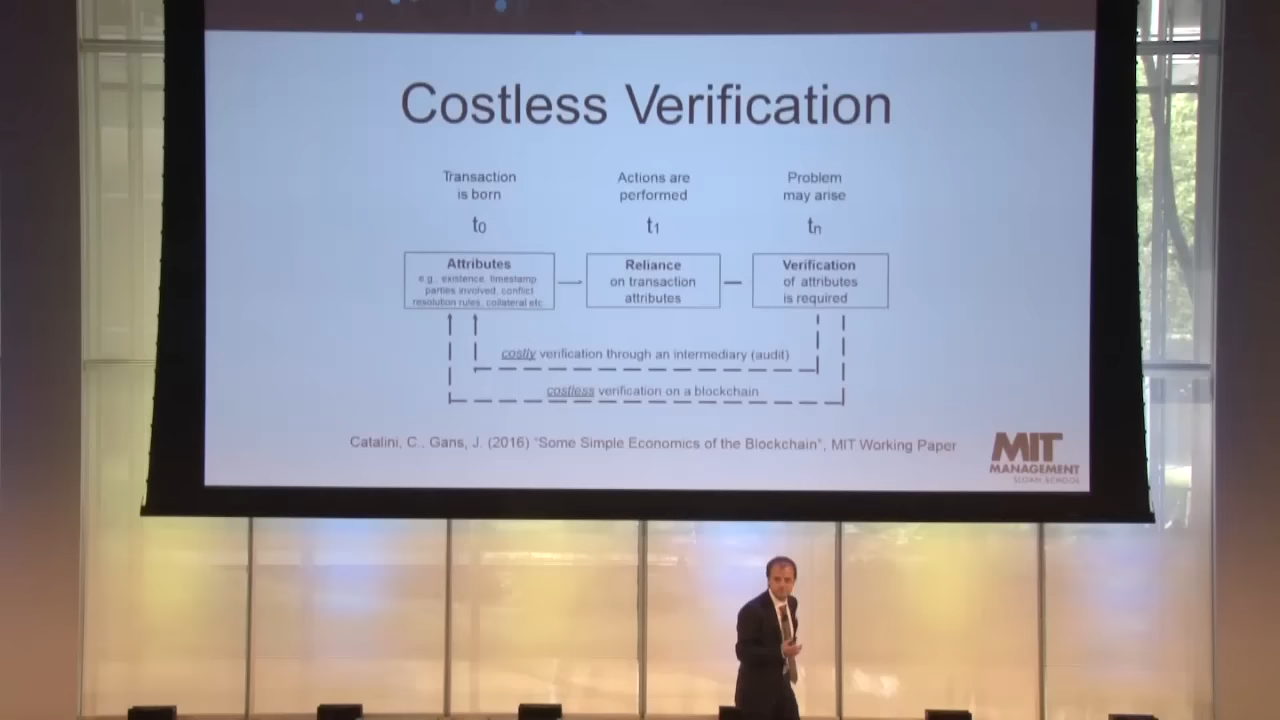 Costless Verification
Transaction
is born
t0
Actions are
performed
t1
Problem
may arise
tn
Attributes
e.g., existence, timestamp
parties involved, conflict
resolution rules, collateral etc
Reliance
on transaction
attributes
Verification
of attributes
is required
costly verification through an intermediary (audit)
costless verification on a blockchain
Catalini, C., Gans, J. (2016) "Some Simple Economics of the Blockchain", MIT Working Paper
MIT
MANAGEMENT
SLOAN SCHOOL